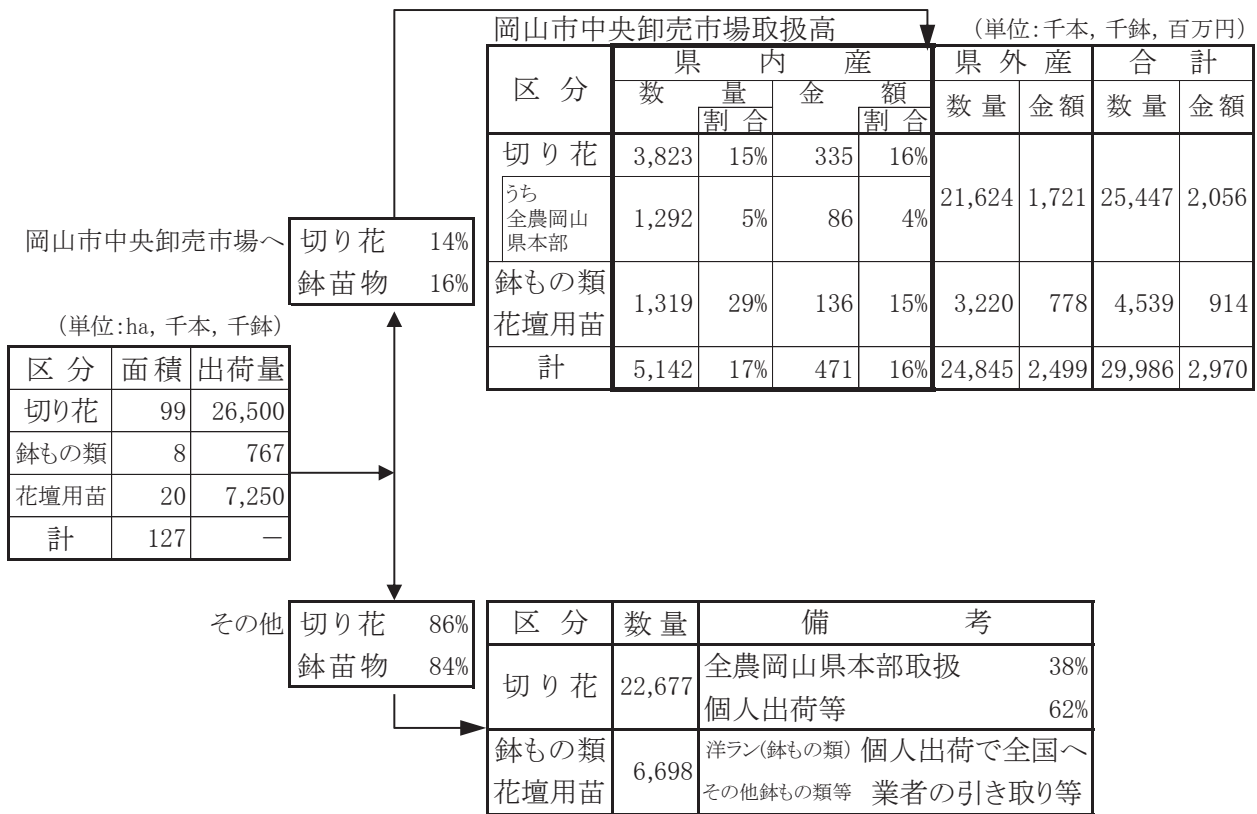 岡山市中央卸売市場取扱高 (単位:千本, 千鉢, 百万円)
区分 県内産 県外産 合計
数量 割合 金額 割合 数量 金額 数量 金額
切り花 3,823 15% 335 16% 21,624 1,721 25,447 2,056
うち
全農岡山
県本部 1,292 5% 86 4%
鉢もの類
花壇用苗 1,319 29% 136 15% 3,220 778 4,539 914
計 5,142 17% 471 16% 24,845 2,499 29,986 2,970
岡山市中央卸売市場へ 切り花 14%
鉢苗物 16%
(単位:ha, 千本, 千鉢)
区分 面積 出荷量
切り花 99 26,500
鉢もの類 8 767
花壇用苗 20 7,250
計 127 −
その他 切り花 86%
鉢苗物 84%
区分 数量 備考
切り花 22,677 全農岡山県本部取扱 38%
個人出荷等 62%
鉢もの類
花壇用苗 6,698 洋ラン(鉢もの類) 個人出荷で全国へ
その他鉢もの類等 業者の引き取り等